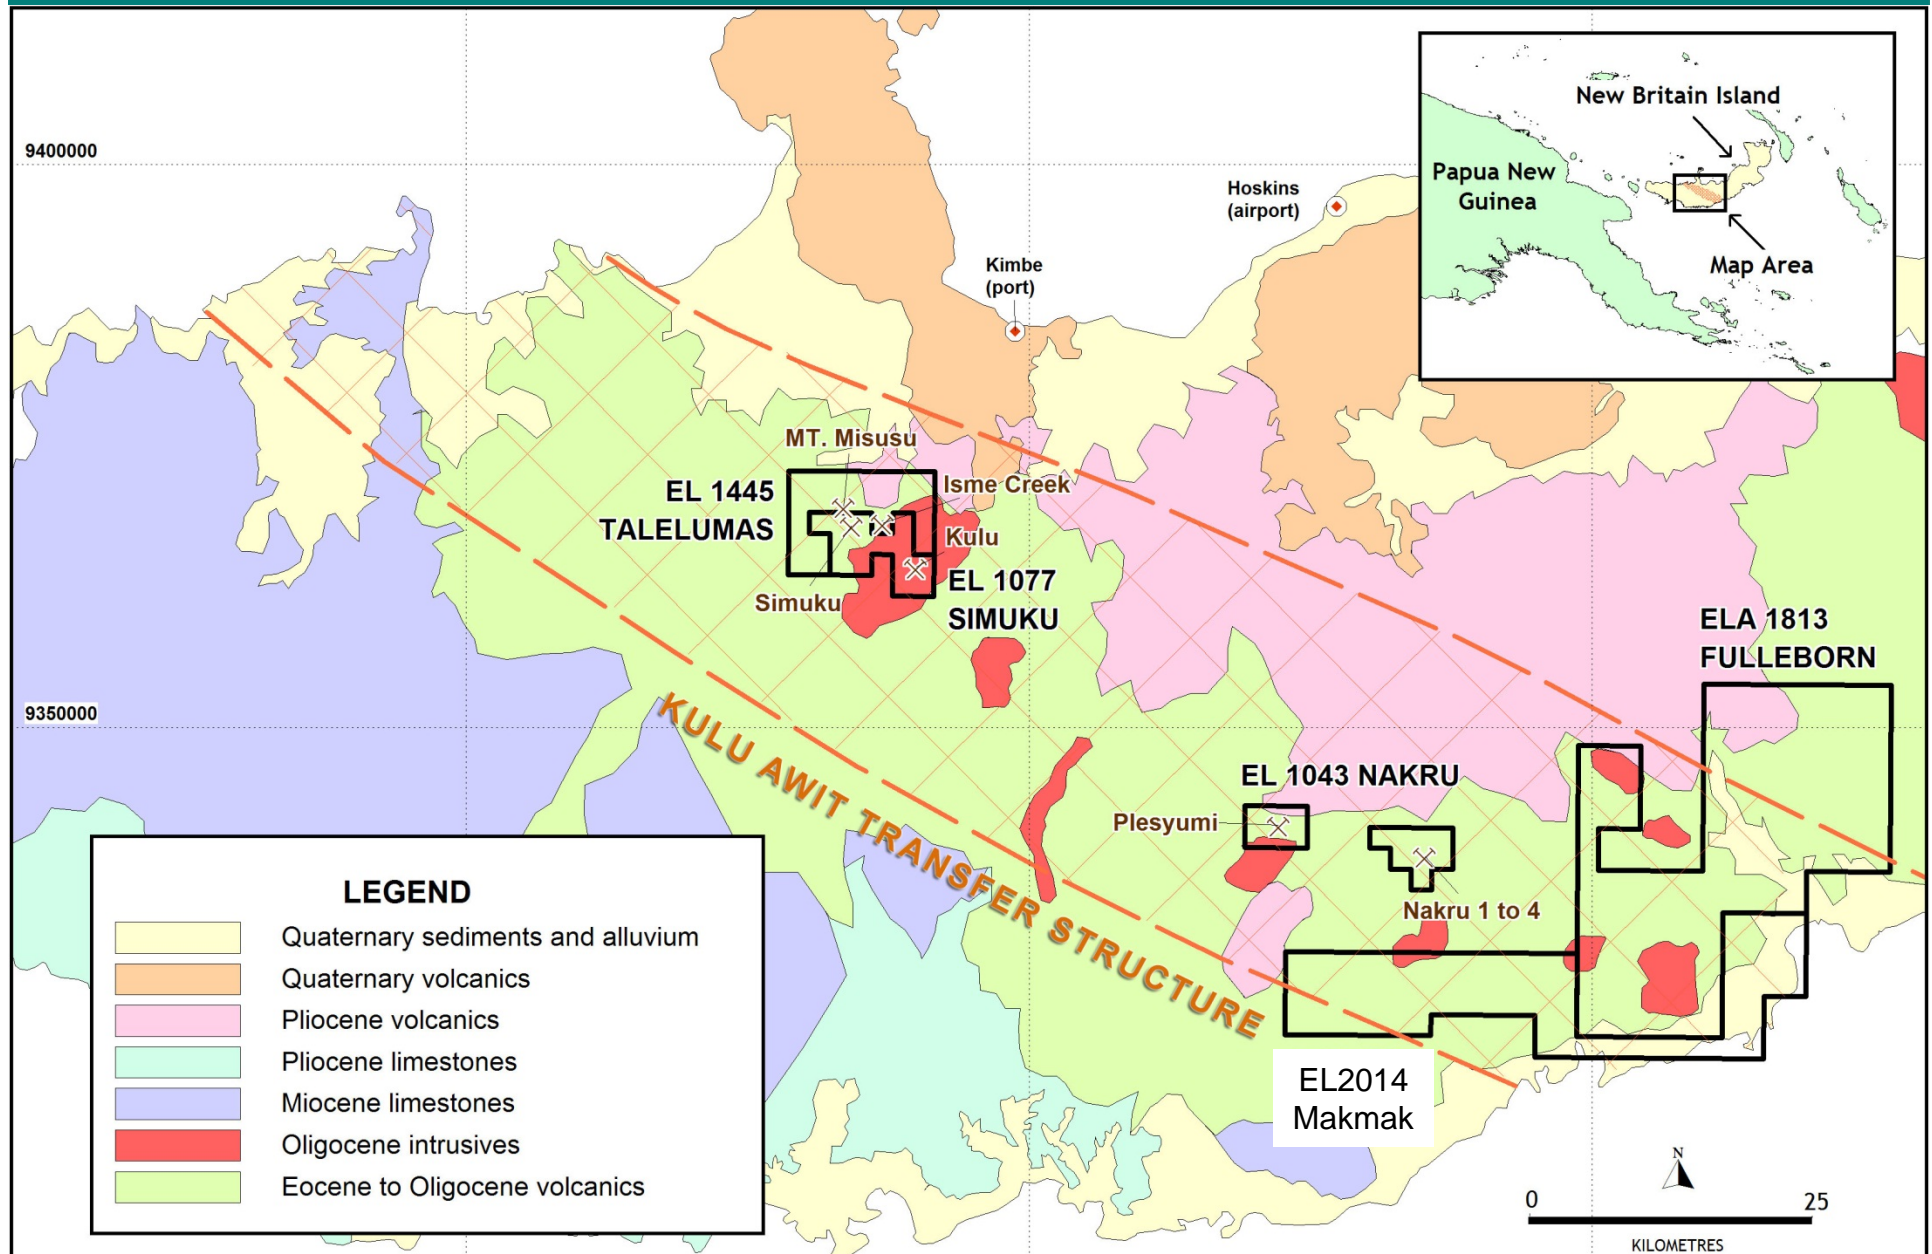 9400000
9350000
Hoskins
(airport)
Kimbe
(port)
New Britain Island
Papua New
Guinea
Map Area
MT. Misusu
Isme Creek
EL 1445
TALELUMAS
Kulu
Simuku
EL 1077
SIMUKU
ELA 1813
FULLEBORN
KULU AWIT TRANSFER STRUCTURE
EL 1043 NAKRU
Plesyumi
Nakru 1 to 4
EL2014
Makmak
LEGEND
Quaternary sediments and alluvium
Quaternary volcanics
Pliocene volcanics
Pliocene limestones
Miocene limestones
Oligocene intrusives
Eocene to Oligocene volcanics
N
0 25
KILOMETRES